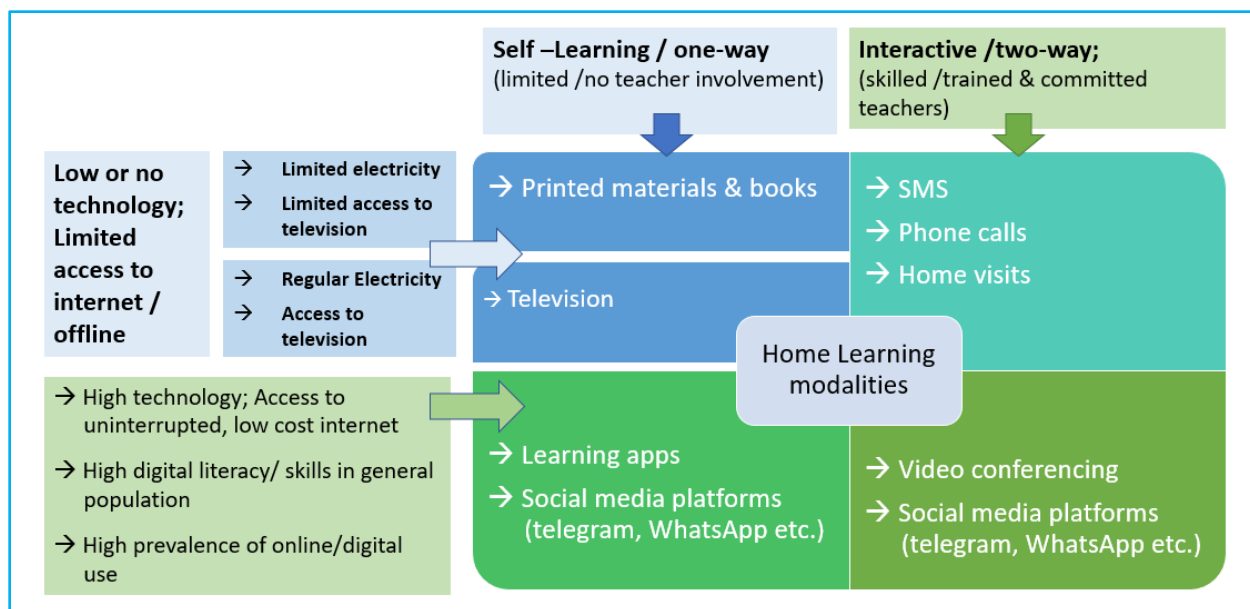 Self –Learning / one-way
(limited /no teacher involvement)
Interactive /two-way;
(skilled /trained & committed
teachers)
Low or no
technology;
Limited
access to
internet /
offline
→ Limited electricity
→ Limited access to
television
→ Regular Electricity
→ Access to
television
→ Printed materials & books
→ Television
→ SMS
→ Phone calls
→ Home visits
Home Learning
modalities
→ High technology; Access to
uninterrupted, low cost internet
→ High digital literacy/ skills in general
population
→ High prevalence of online/digital
use
→ Learning apps
→ Social media platforms
(telegram, WhatsApp etc.)
→ Video conferencing
→ Social media platforms
(telegram, WhatsApp etc.)